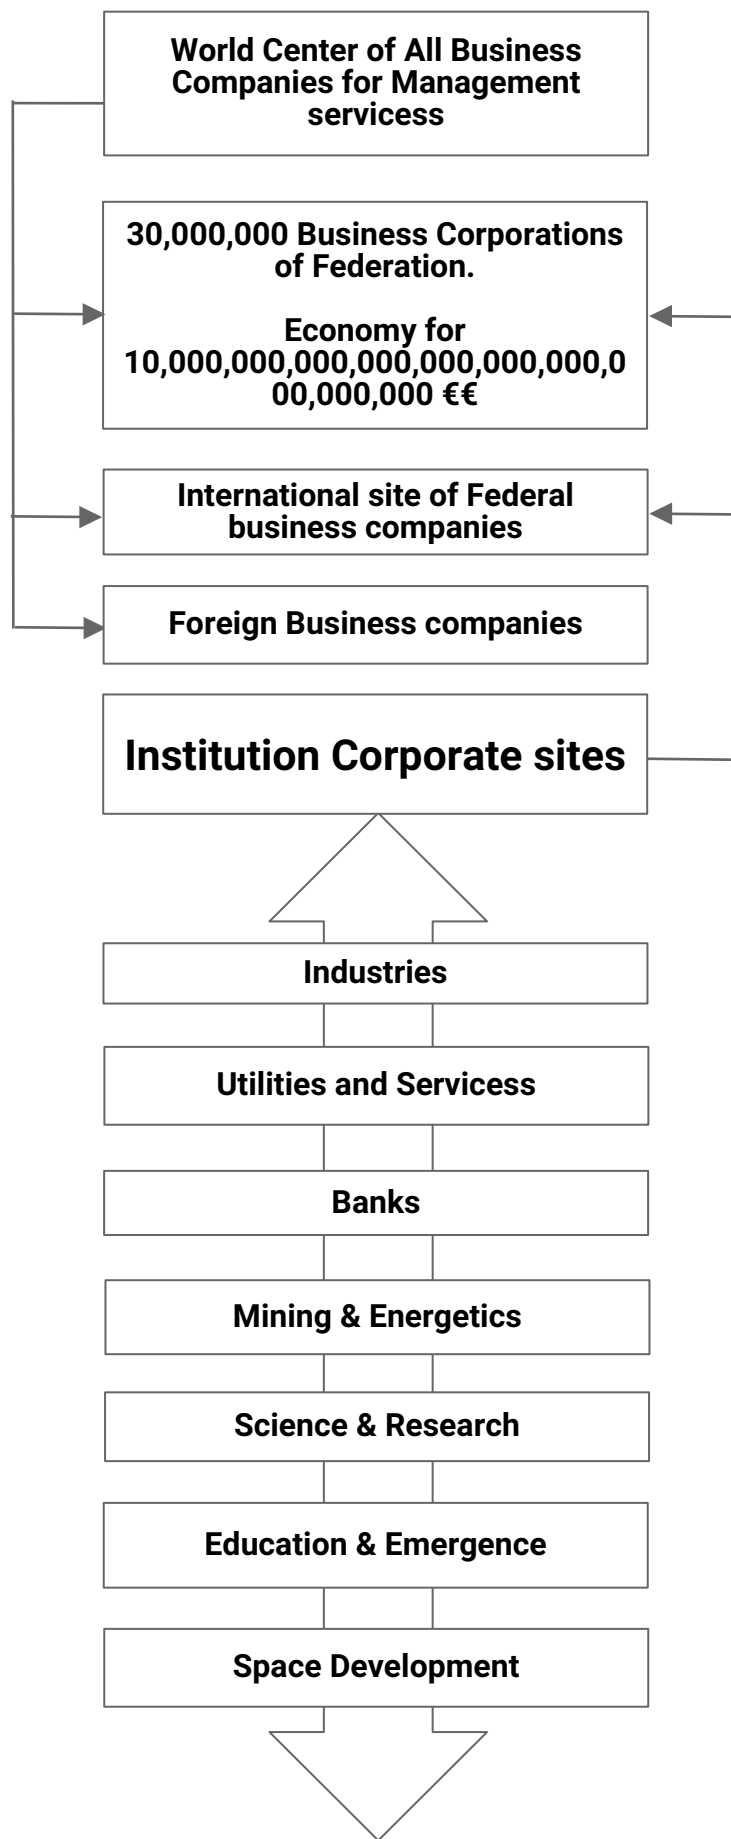 World Center of All Business
Companies for Management
servicess
30,000,000 Business Corporations
of Federation.
Economy for
10,000,000,000,000,000,000,000,0
00,000,000 €€
International site of Federal
business companies
Foreign Business companies
Institution Corporate sites
Industries
Utilities and Servicess
Banks
Mining & Energetics
Science & Research
Education & Emergence
Space Development